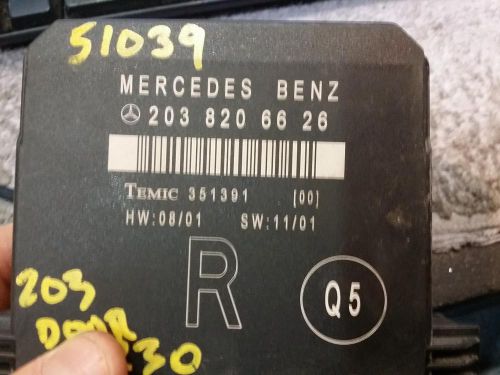 51039
MERCEDES BENZ
203 820 66 26
TEMIC 351391 [00]
HW:08/01 SW:11/01
R
Q5
203
DOOR
30